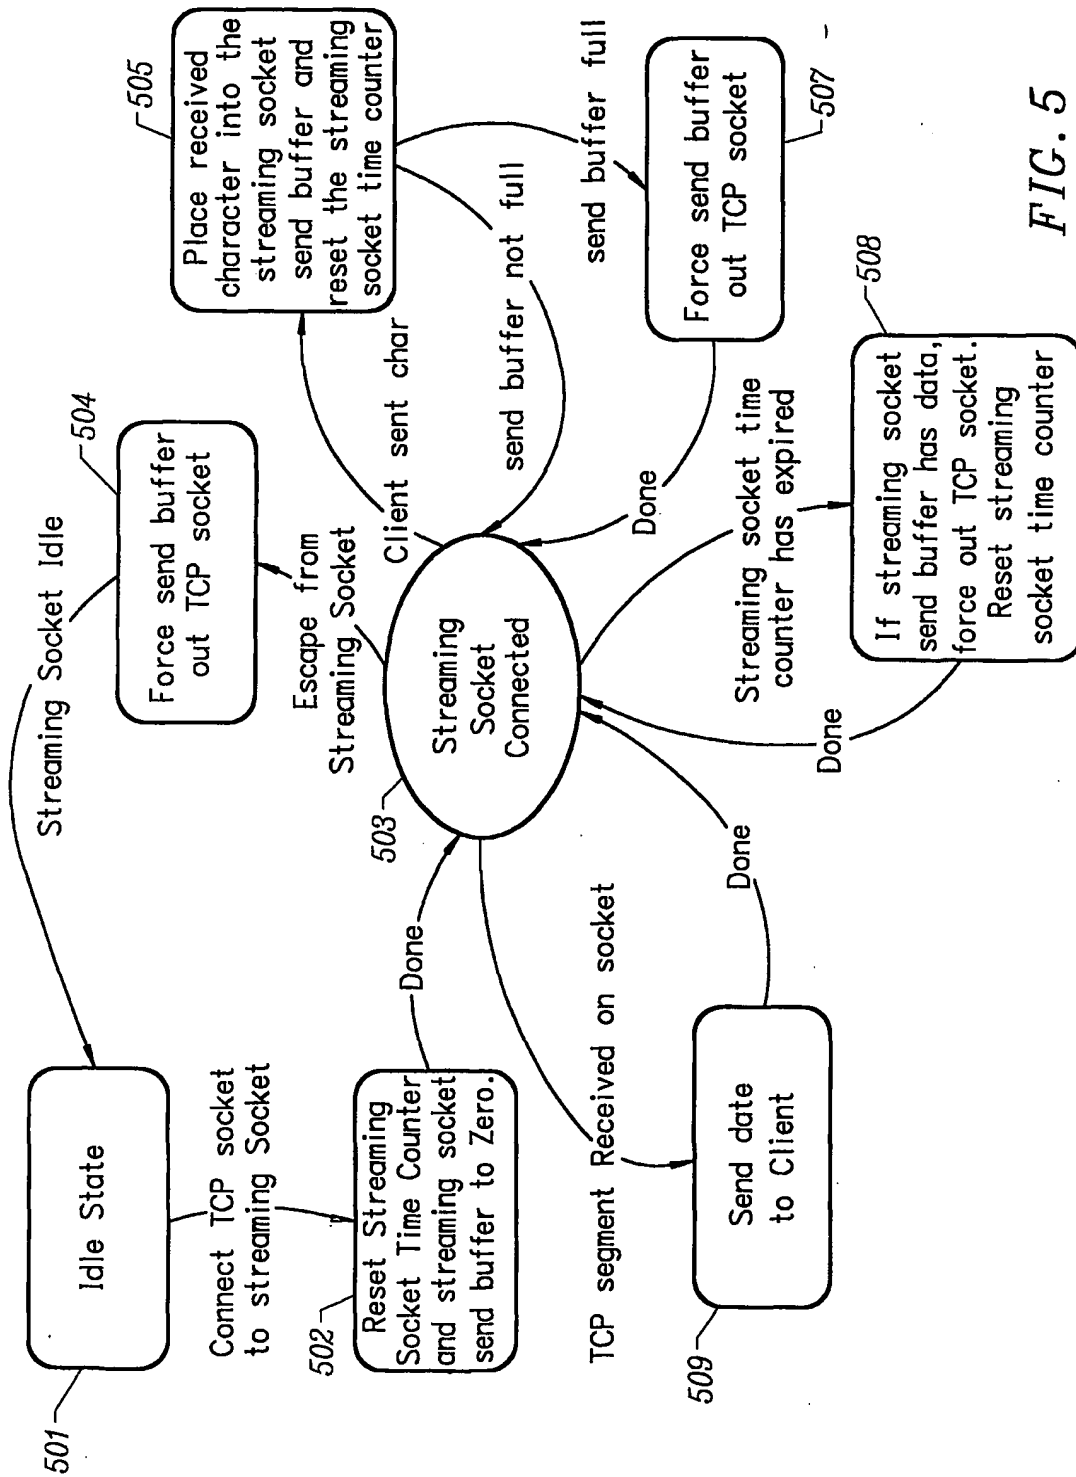 501
Idle State
Streaming Socket Idle
504
Force send buffer
out TCP socket
505
Place received
character into the
streaming socket
send buffer and
reset the streaming
socket time counter
Connect TCP socket
to streaming Socket
502
Reset Streaming
Socket Time Counter
and streaming socket
send buffer to Zero.
Done
503
Streaming
Socket
Connected
Escape from
Streaming Socket
Client sent char
send buffer not full
send buffer full
507
Force send buffer
out TCP socket
Done
TCP segment Received on socket
509
Send date
to Client
Done
Streaming socket time
counter has expired
508
If streaming socket
send buffer has data,
force out TCP socket.
Reset streaming
socket time counter
Done
FIG. 5